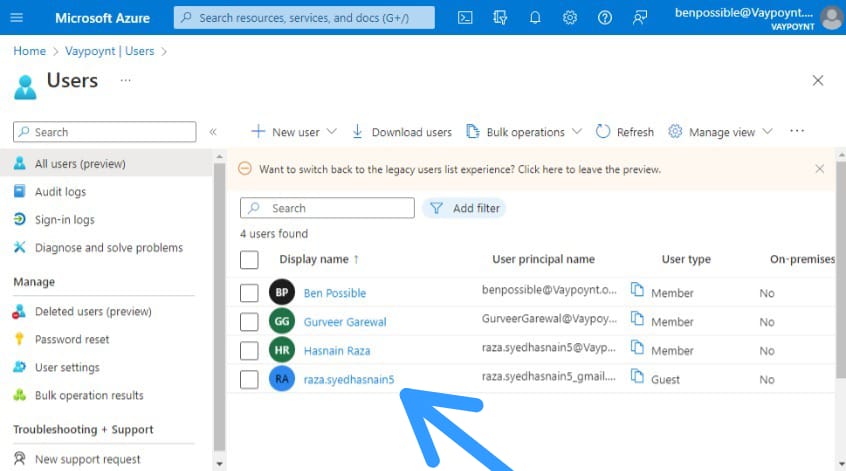 Microsoft Azure
Search resources, services, and docs (G+/)
benpossible@Vaypoynt....
VAYPOYNT
Home > Vaypoynt | Users >
Users ...
Search «
New user Download users Bulk operations Refresh Manage view ...
All users (preview)
Audit logs
Sign-in logs
Diagnose and solve problems
Manage
Deleted users (preview)
Password reset
User settings
Bulk operation results
Troubleshooting + Support
New support request
Want to switch back to the legacy users list experience? Click here to leave the preview.
Search Add filter
4 users found
Display name ↑ User principal name User type On-premises
BP Ben Possible benpossible@Vaypoynt.o... Member No
GG Gurveer Garewal GurveerGarewal@Vaypoy... Member No
HR Hasnain Raza raza.syedhasnain5@Vayp... Member No
RA raza.syedhasnain5 raza.syedhasnain5_gmail.... Guest No